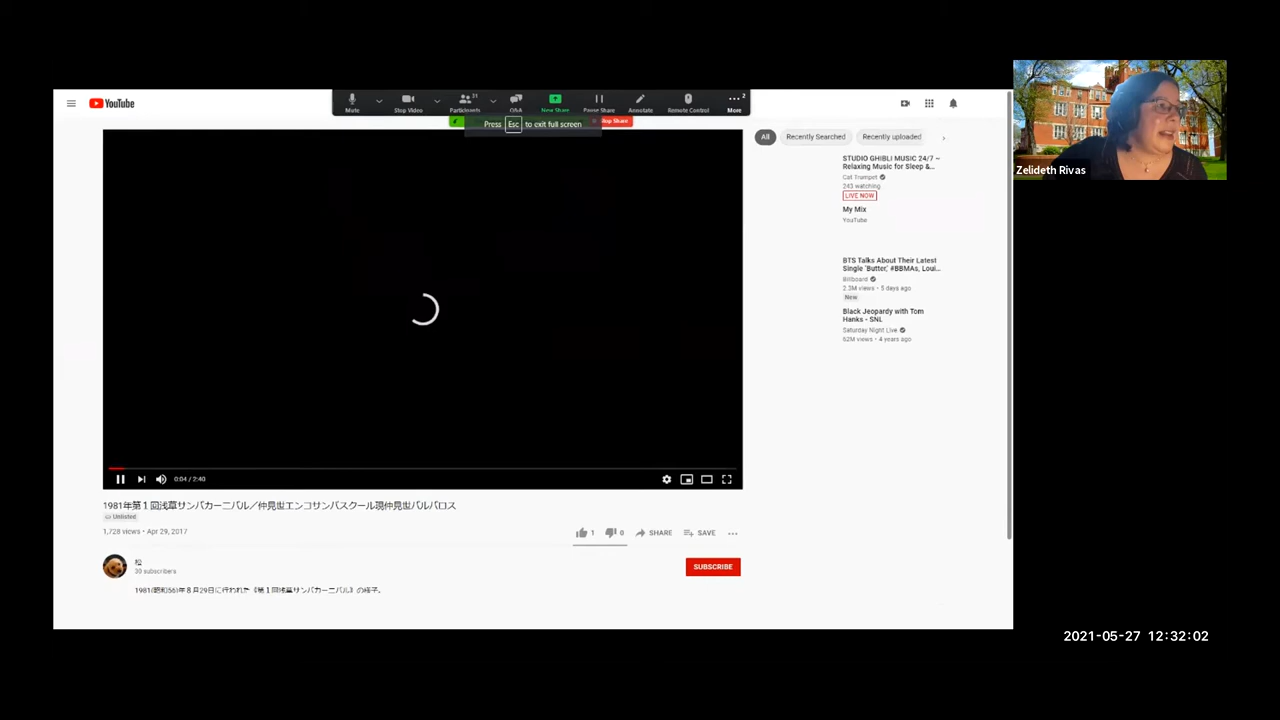 YouTube
31
2
Mute
Stop Video
Participants
Q&A
New Share
Pause Share
Annotate
Remote Control
More
Press Esc to exit full screen
Stop Share
All
Recently Searched
Recently uploaded
STUDIO GHIBLI MUSIC 24/7 ~
Relaxing Music for Sleep &...
Cat Trumpet
243 watching
LIVE NOW
My Mix
YouTube
BTS Talks About Their Latest
Single 'Butter,' #BBMAs, Loui...
Billboard
2.3M views • 5 days ago
New
Black Jeopardy with Tom
Hanks - SNL
Saturday Night Live
62M views • 4 years ago
Zelideth Rivas
0:04 / 2:40
1981年第１回浅草サンバカーニバル／仲見世エンコサンバスクール現仲見世バルバロス
Unlisted
1,728 views • Apr 29, 2017
1
0
SHARE
SAVE
30 subscribers
SUBSCRIBE
1981(昭和56)年８月29日に行われた『第１回浅草サンバカーニバル』の様子。
2021-05-27 12:32:02